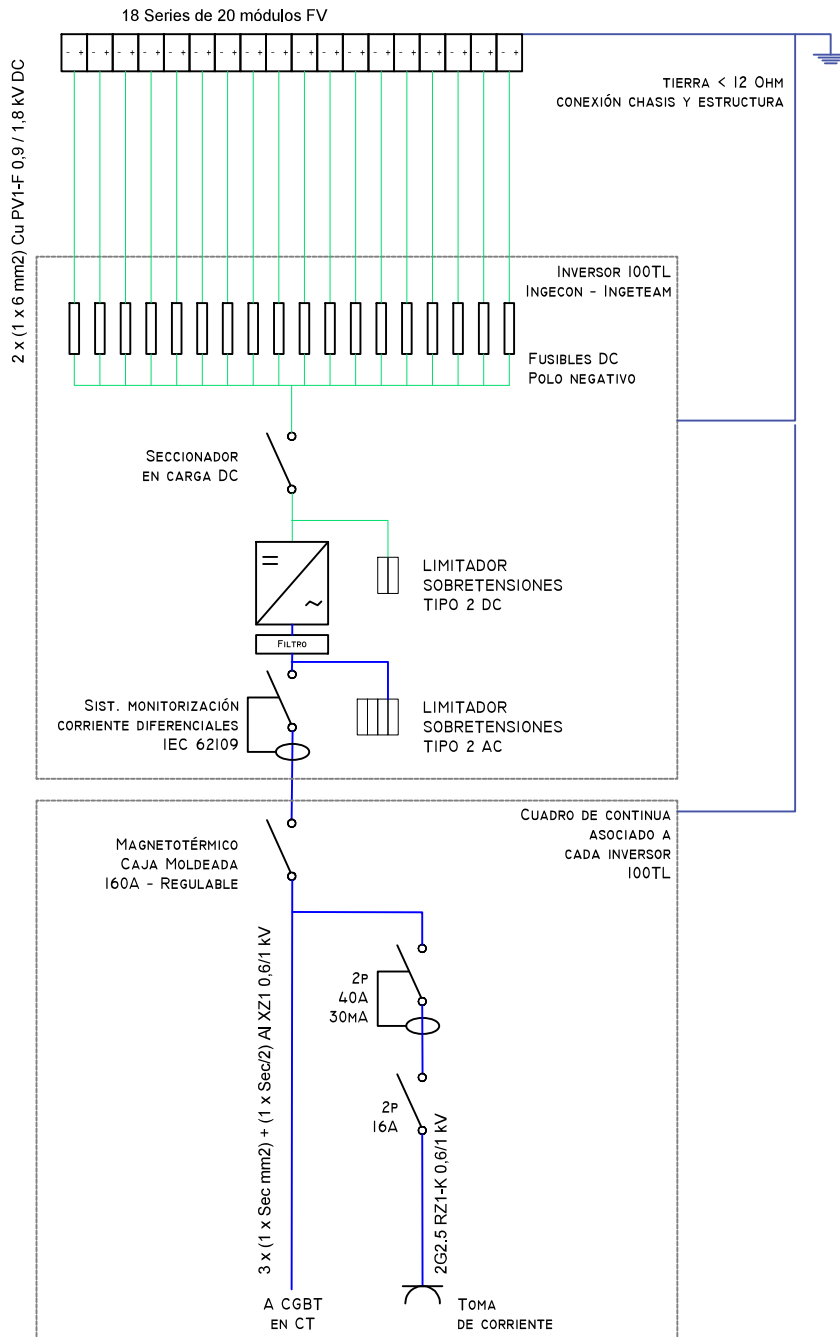 18 Series de 20 módulos FV
- + - + - + - + - + - + - + - + - + - + - + - + - + - + - + - + - + - +
2 x (1 x 6 mm2) Cu PV1-F 0,9 / 1,8 kV DC
TIERRA < 12 OHM
CONEXIÓN CHASIS Y ESTRUCTURA
INVERSOR 100TL
INGECON - INGETEAM
FUSIBLES DC
POLO NEGATIVO
SECCIONADOR
EN CARGA DC
LIMITADOR
SOBRETENSIONES
TIPO 2 DC
FILTRO
SIST. MONITORIZACIÓN
CORRIENTE DIFERENCIALES
IEC 62109
LIMITADOR
SOBRETENSIONES
TIPO 2 AC
CUADRO DE CONTINUA
ASOCIADO A
CADA INVERSOR
100TL
MAGNETOTÉRMICO
CAJA MOLDEADA
160A - REGULABLE
3 x (1 x Sec mm2) + (1 x Sec/2) Al XZ1 0,6/1 kV
2P
40A
30MA
2P
16A
2G2.5 RZ1-K 0,6/1 kV
A CGBT
EN CT
TOMA
DE CORRIENTE